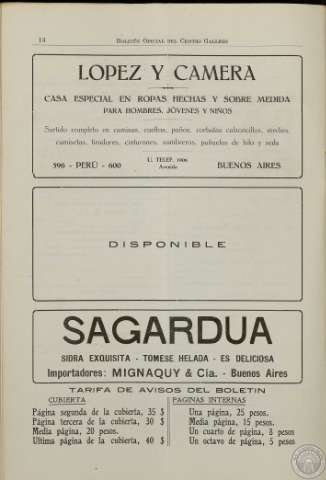 13 BOLETÍN OFICIAL DEL CENTRO GALLEGO
LOPEZ Y CAMERA
CASA ESPECIAL EN ROPAS HECHAS Y SOBRE MEDIDA
PARA HOMBRES, JÓVENES Y NIÑOS
Surtido completo en camisas, cuellos, puños, corbatas calzoncillos, medias,
camisetas, tiradores, cinturones, sombreros, pañuelos de hilo y seda
596 - PERÚ - 600
U. TELEF.
Avenida
BUENOS AIRES
DISPONIBLE
SAGARDUA
SIDRA EXQUISITA - TOMESE HELADA - ES DELICIOSA
Importadores: MIGNAQUY & Cía. - Buenos Aires
TARIFA DE AVISOS DEL BOLETIN
CUBIERTA
Página segunda de la cubierta, 35 $
Página tercera de la cubierta, 30 $
Media página, 20 pesos.
Ultima página de la cubierta, 40 $
PAGINAS INTERNAS
Una página, 25 pesos.
Media página, 15 pesos.
Un cuarto de página, 8 pesos
Un octavo de página, 5 pesos